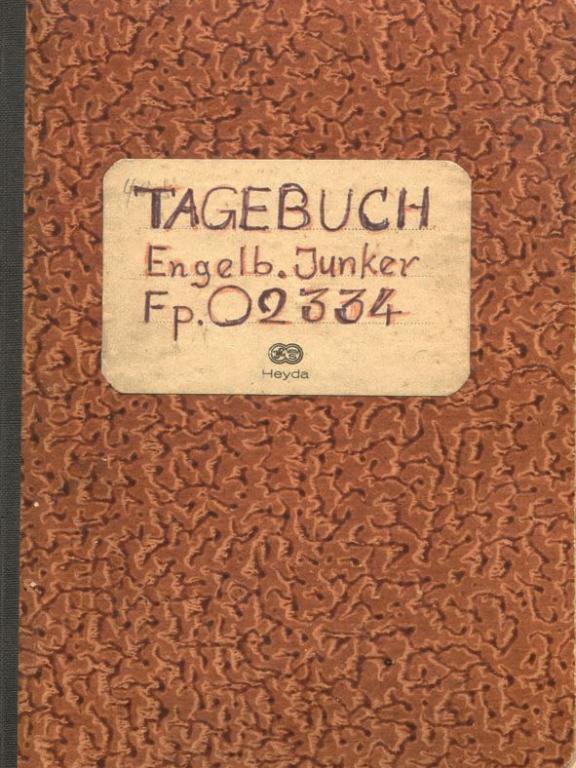 TAGEBUCH
Engelb. Junker
Fp. 02334
Heyda